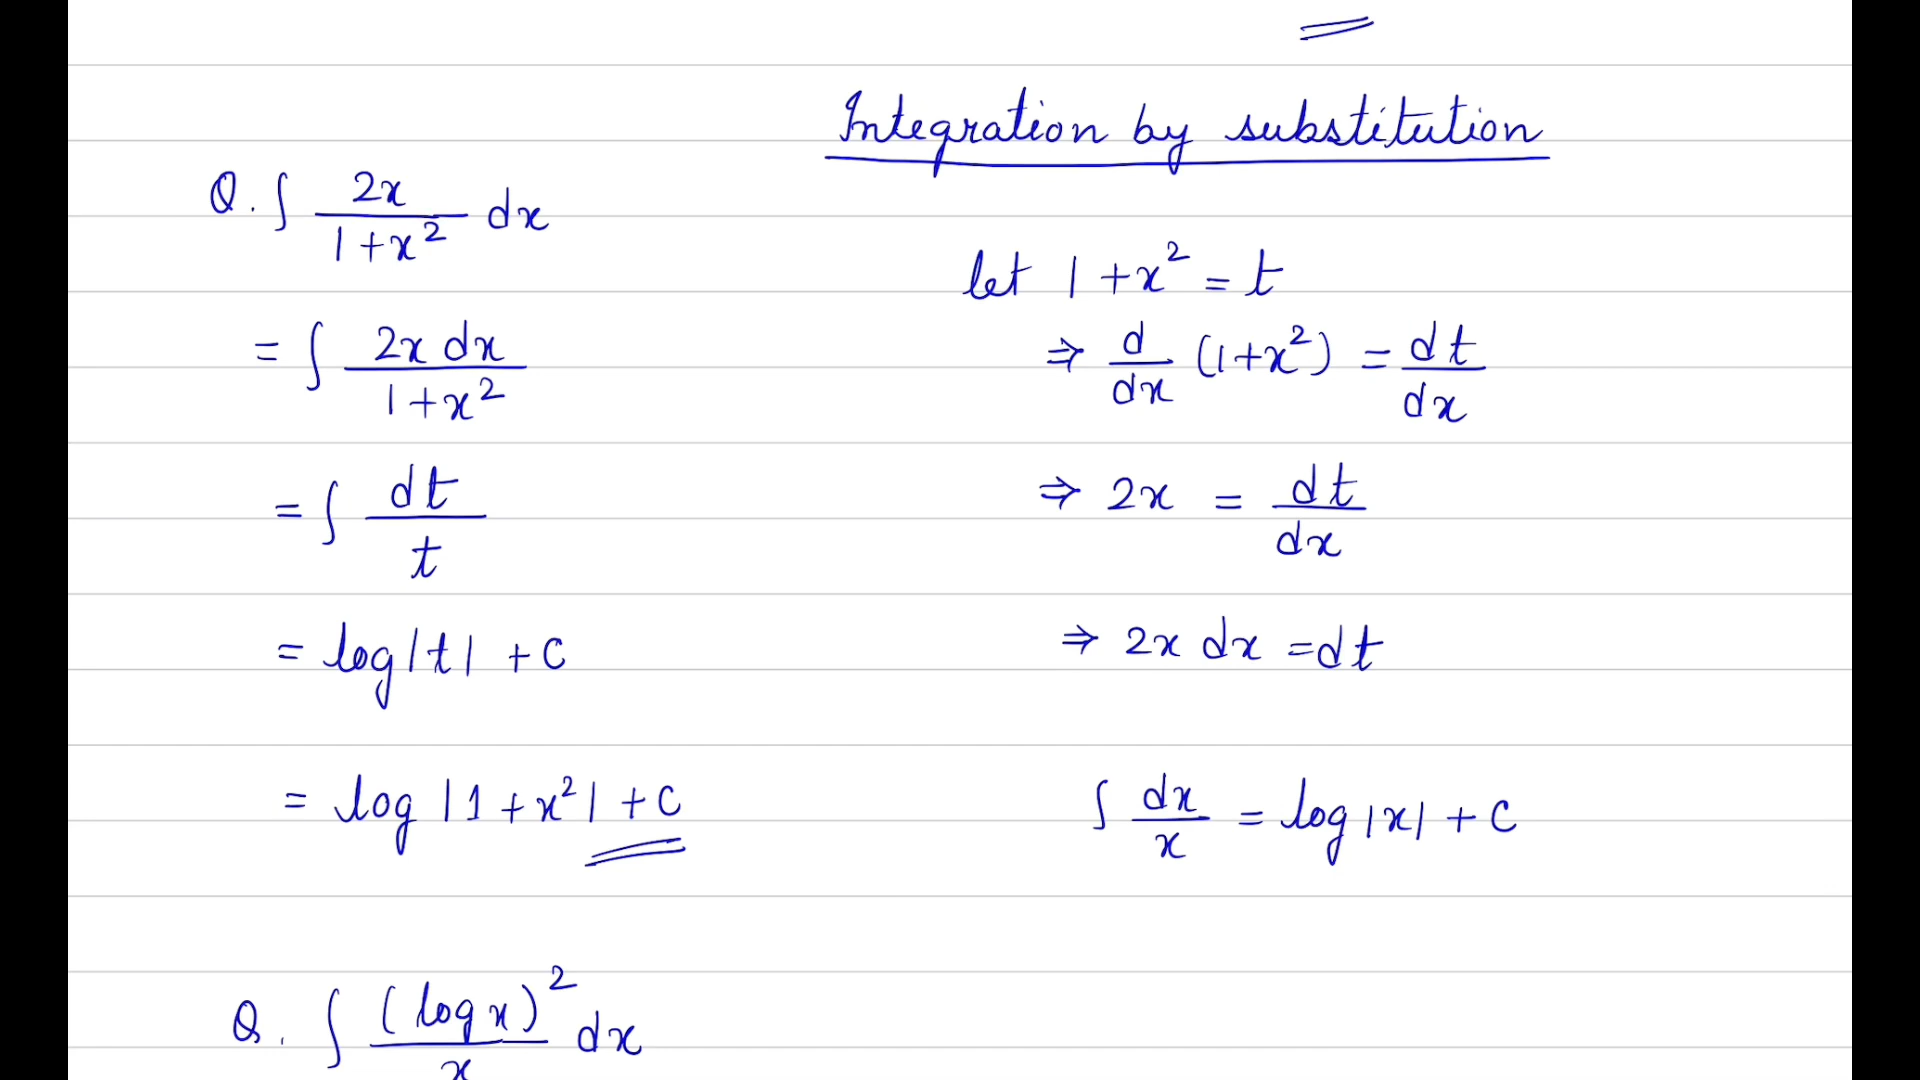 Integration by substitution
Q. ∫ 2x/(1+x²) dx
= ∫ 2x dx/(1+x²)
= ∫ dt/t
= log|t| + c
= log|1+x²| + c
let 1+x² = t
⇒ d/dx (1+x²) = dt/dx
⇒ 2x = dt/dx
⇒ 2x dx = dt
∫ dx/x = log|x| + c
Q. ∫ (log x)²/x dx